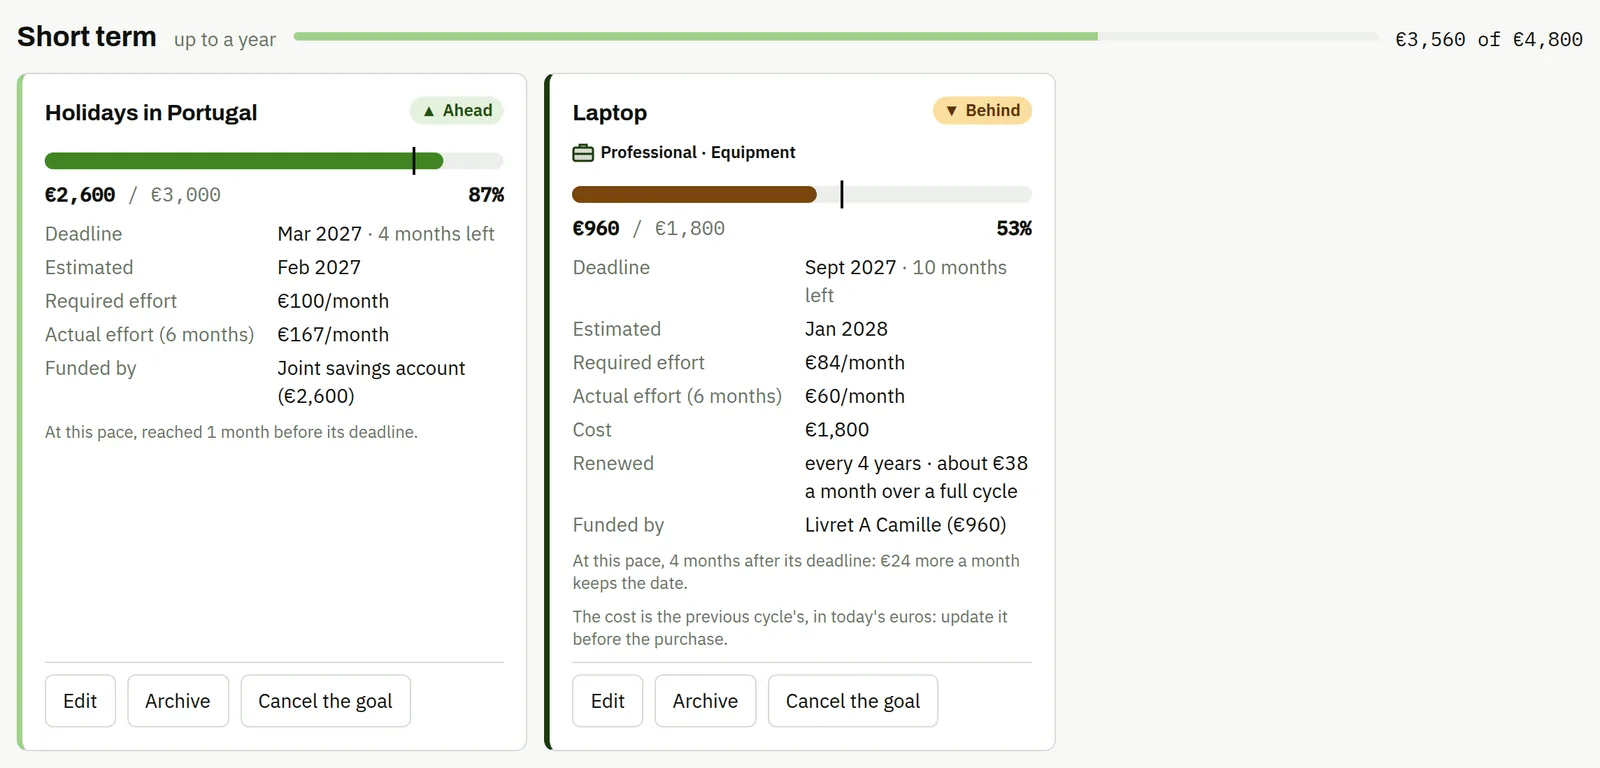 Short term up to a year €3,560 of €4,800
Holidays in Portugal ▲ Ahead
€2,600 / €3,000 87%
Deadline Mar 2027 · 4 months left
Estimated Feb 2027
Required effort €100/month
Actual effort (6 months) €167/month
Funded by Joint savings account
(€2,600)
At this pace, reached 1 month before its deadline.
Edit Archive Cancel the goal
Laptop ▼ Behind
Professional · Equipment
€960 / €1,800 53%
Deadline Sept 2027 · 10 months
left
Estimated Jan 2028
Required effort €84/month
Actual effort (6 months) €60/month
Cost €1,800
Renewed every 4 years · about €38
a month over a full cycle
Funded by Livret A Camille (€960)
At this pace, 4 months after its deadline: €24 more a month
keeps the date.
The cost is the previous cycle's, in today's euros: update it
before the purchase.
Edit Archive Cancel the goal